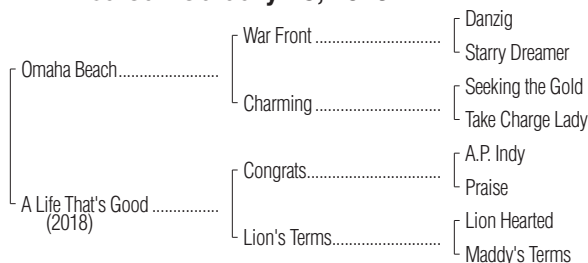 War Front
Danzig
Starry Dreamer
Omaha Beach
Charming
Seeking the Gold
Take Charge Lady
Congrats
A.P. Indy
Praise
A Life That's Good
(2018)
Lion's Terms
Lion Hearted
Maddy's Terms